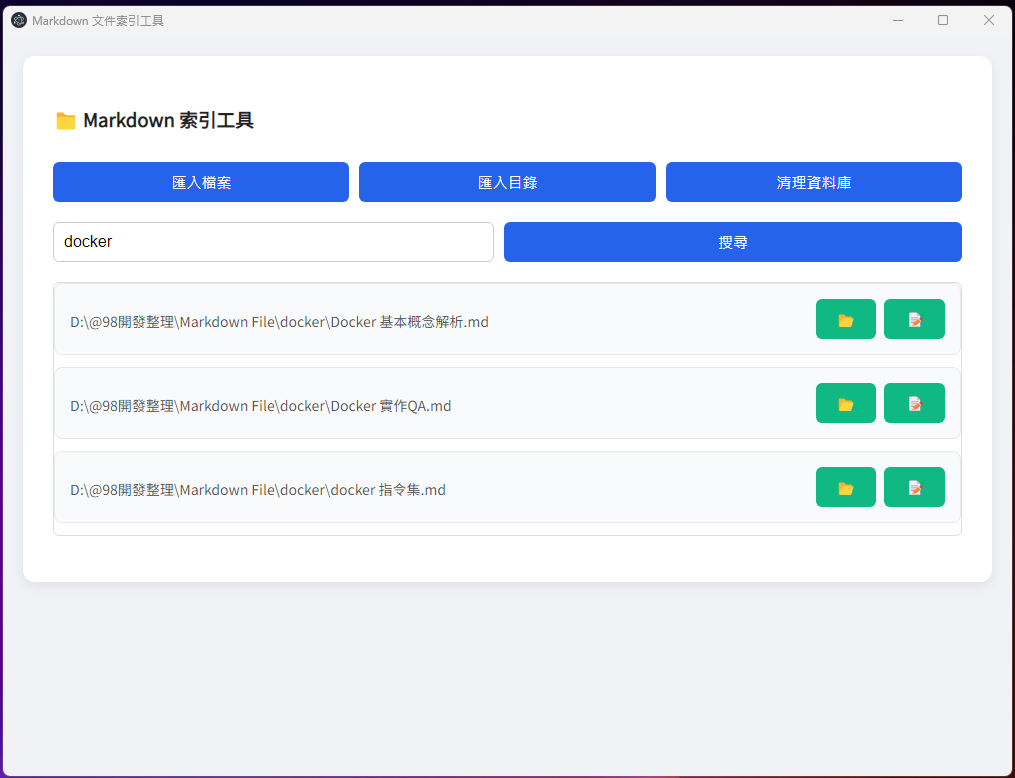 Markdown 文件索引工具
Markdown 索引工具
匯入檔案 匯入目錄 清理資料庫
docker 搜尋
D:\@98開發整理\Markdown File\docker\Docker 基本概念解析.md
D:\@98開發整理\Markdown File\docker\Docker 實作QA.md
D:\@98開發整理\Markdown File\docker\docker 指令集.md